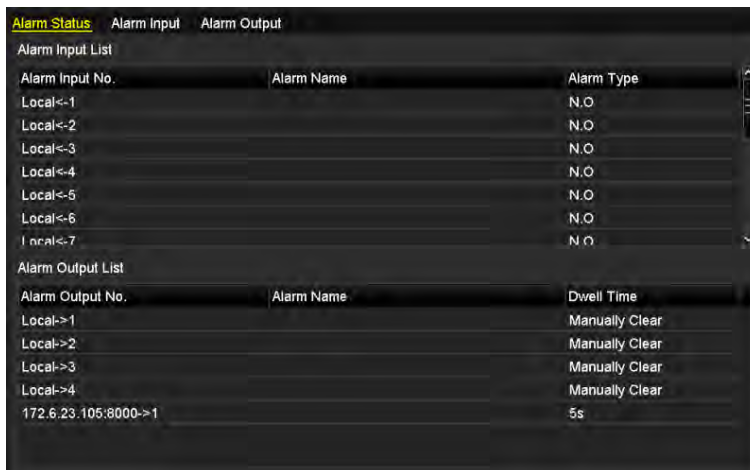 Alarm Status Alarm Input Alarm Output
Alarm Input List
Alarm Input No. Alarm Name Alarm Type
Local<-1 N.O
Local<-2 N.O
Local<-3 N.O
Local<-4 N.O
Local<-5 N.O
Local<-6 N.O
Local<-7 N.O
Alarm Output List
Alarm Output No. Alarm Name Dwell Time
Local->1 Manually Clear
Local->2 Manually Clear
Local->3 Manually Clear
Local->4 Manually Clear
172.6.23.105:8000->1 5s